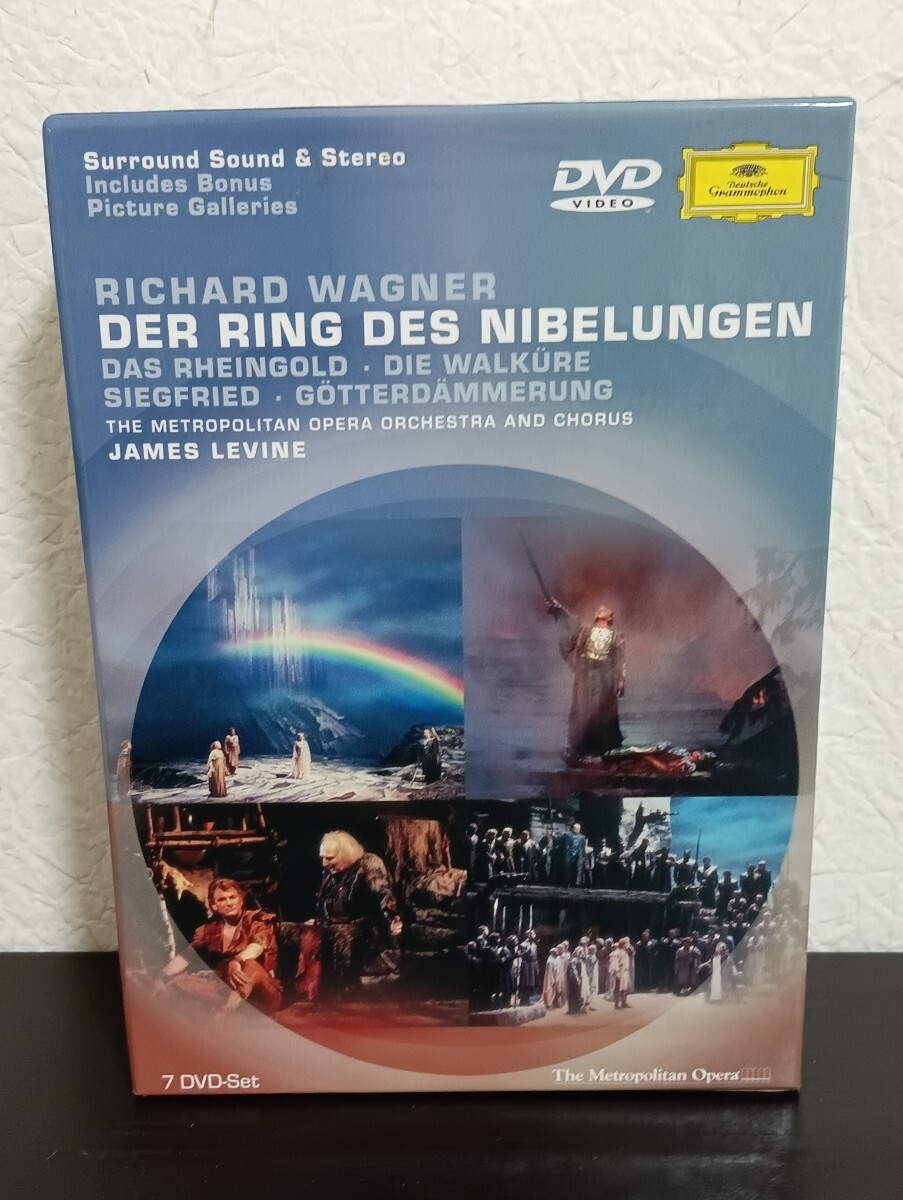 Surround Sound & Stereo
Includes Bonus
Picture Galleries
DVD
VIDEO
Deutsche
Grammophon
RICHARD WAGNER
DER RING DES NIBELUNGEN
DAS RHEINGOLD · DIE WALKÜRE
SIEGFRIED · GÖTTERDÄMMERUNG
THE METROPOLITAN OPERA ORCHESTRA AND CHORUS
JAMES LEVINE
7 DVD-Set
The Metropolitan Opera